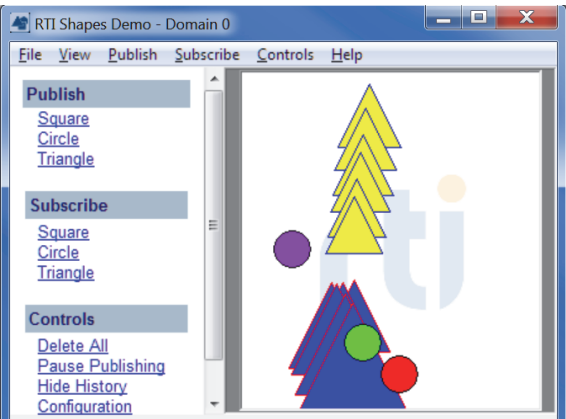 RTI Shapes Demo - Domain 0
File View Publish Subscribe Controls Help
Publish
Square
Circle
Triangle
Subscribe
Square
Circle
Triangle
Controls
Delete All
Pause Publishing
Hide History
Configuration
rti